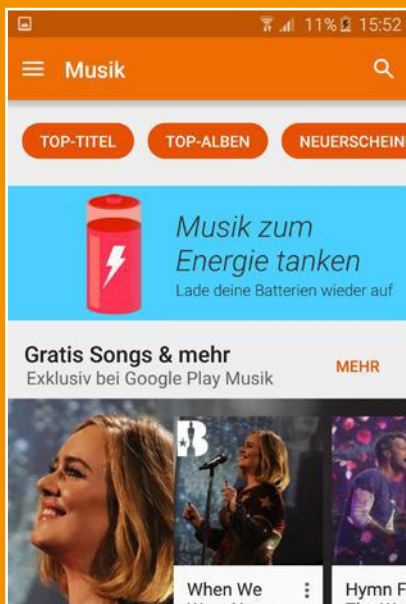 11% 15:52
Musik
TOP-TITEL TOP-ALBEN NEUERSCHEIN
Musik zum
Energie tanken
Lade deine Batterien wieder auf
Gratis Songs & mehr
Exklusiv bei Google Play Musik
MEHR
When We
Hymn F